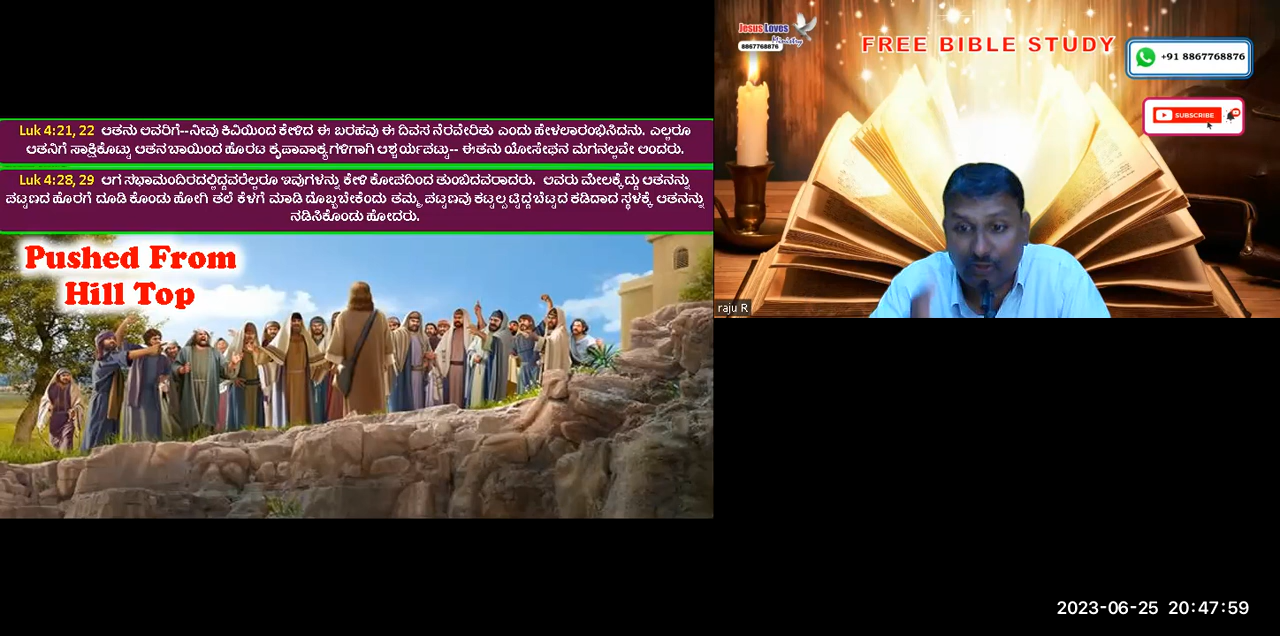 Luk 4:21, 22 ಆತನು ಅವರಿಗೆ--ನೀವು ಕಿವಿಯಿಂದ ಕೇಳಿದ ಈ ಬರಹವು ಈ ದಿವಸ ನೆರವೇರಿತು ಎಂದು ಹೇಳಲಾರಂಭಿಸಿದನು. ಎಲ್ಲರೂ
ಆತನಿಗೆ ಸಾಕ್ಷಿಕೊಟ್ಟು ಆತನ ಬಾಯಿಂದ ಹೊರಟ ಕೃಪಾವಾಕ್ಯಗಳಿಗಾಗಿ ಆಶ್ಚರ್ಯಪಟ್ಟು-- ಈತನು ಯೋಸೇಫನ ಮಗನಲ್ಲವೇ ಅಂದರು.
Luk 4:28, 29 ಆಗ ಸಭಾಮಂದಿರದಲ್ಲಿದ್ದವರೆಲ್ಲರೂ ಇವುಗಳನ್ನು ಕೇಳಿ ಕೋಪದಿಂದ ತುಂಬಿದವರಾದರು. ಅವರು ಮೇಲಕ್ಕೆದ್ದು ಆತನನ್ನು
ಪಟ್ಟಣದ ಹೊರಗೆ ದೂಡಿ ಕೊಂಡು ಹೋಗಿ ತಲೆ ಕೆಳಗೆ ಮಾಡಿ ದೊಬ್ಬಬೇಕೆಂದು ತಮ್ಮ ಪಟ್ಟಣವು ಕಟ್ಟಲ್ಪಟ್ಟಿದ್ದ ಬೆಟ್ಟದ ಕಡಿದಾದ ಸ್ಥಳಕ್ಕೆ ಆತನನ್ನು
ನಡಿಸಿಕೊಂಡು ಹೋದರು.
Pushed From
Hill Top
Jesus Loves
Ministry
8867768876
FREE BIBLE STUDY
+91 8867768876
SUBSCRIBE
raju R
2023-06-25 20:47:59